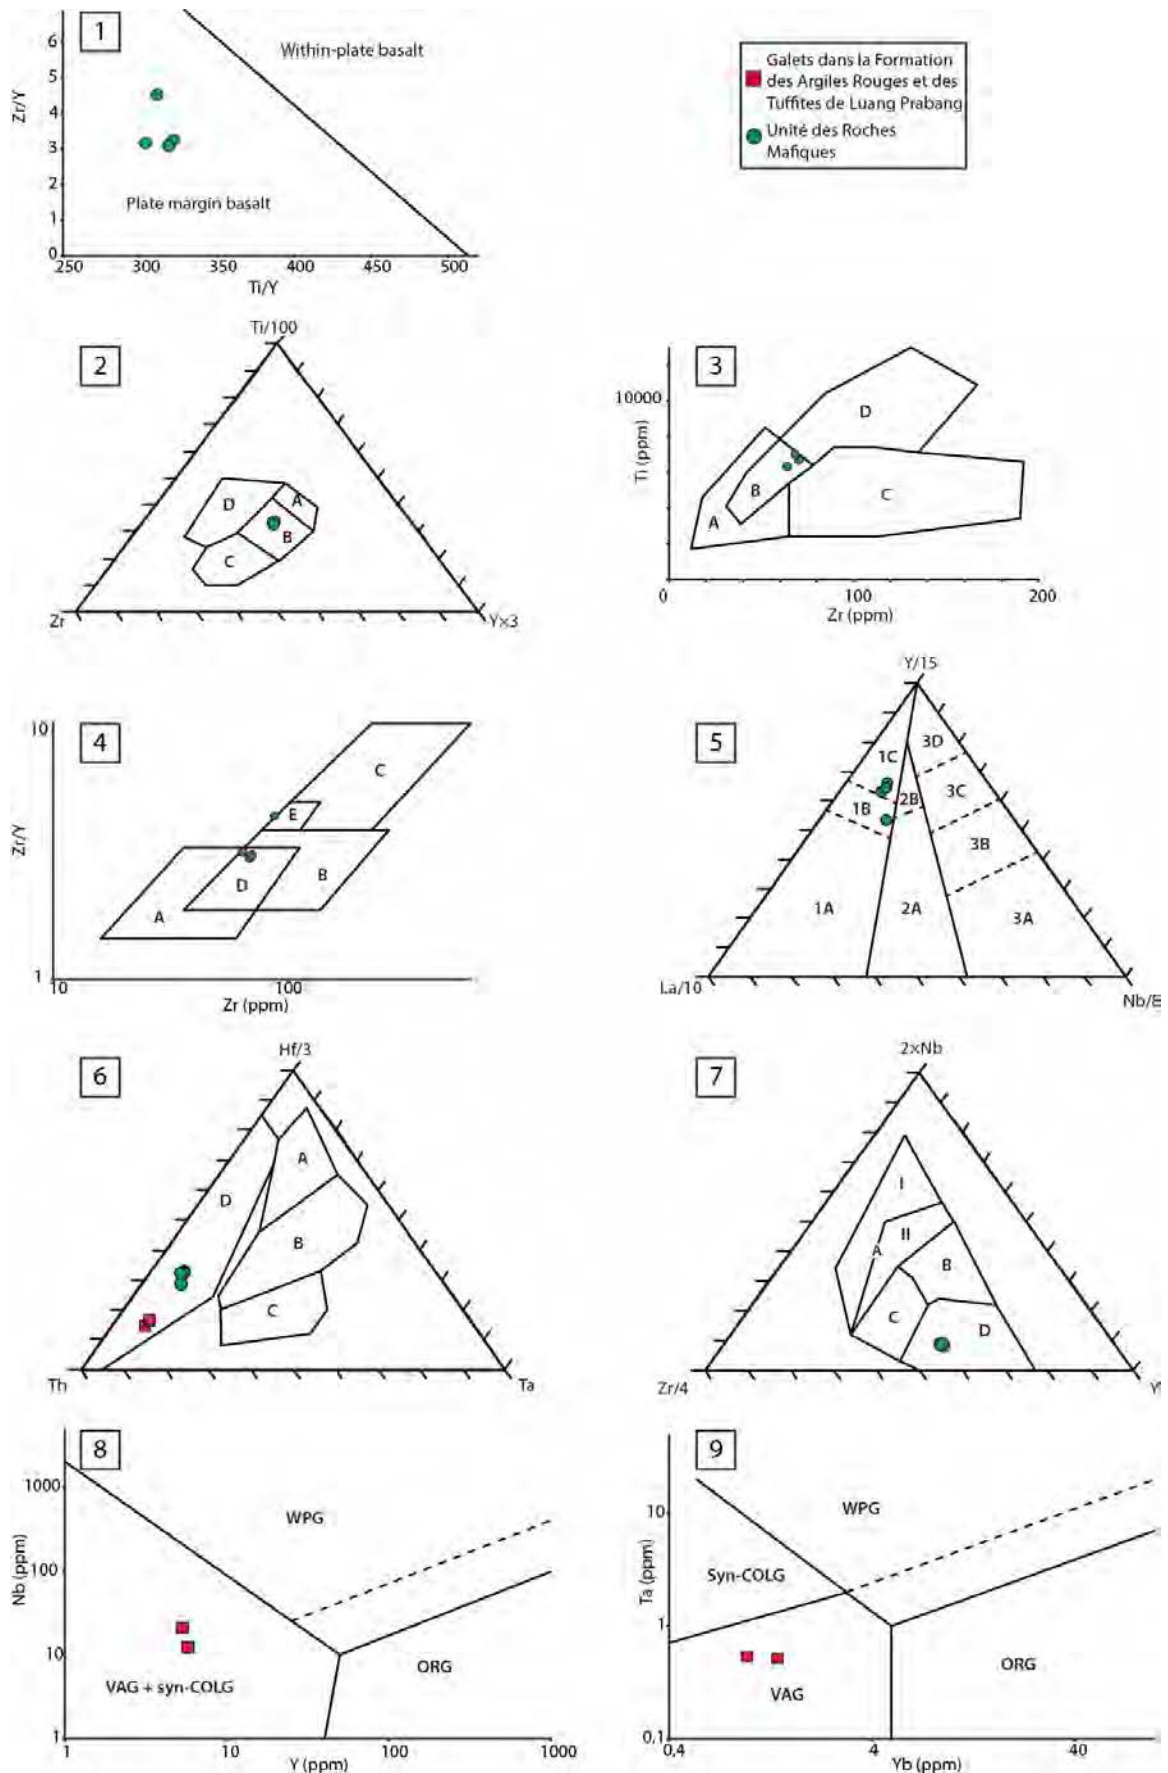 1
Zr/Y
6
5
4
3
2
1
0
Within-plate basalt
Plate margin basalt
250 300 350 400 450 500
Ti/Y
Galets dans la Formation
des Argiles Rouges et des
Tuffites de Luang Prabang
Unité des Roches
Mafiques
2
Ti/100
D
A
B
C
Zr
Y×3
3
Ti (ppm)
10000
D
B
C
A
0 100 200
Zr (ppm)
4
Zr/Y
10
C
E
D
B
A
1
10 100
Zr (ppm)
5
Y/15
3D
1C
2B
3C
1B
3B
1A
2A
3A
La/10
Nb/8
6
Hf/3
A
D
B
C
Th
Ta
7
2×Nb
I
II
A
B
C
D
Zr/4
Y
8
Nb (ppm)
1000
100
10
1
WPG
ORG
VAG + syn-COLG
1 10 100 1000
Y (ppm)
9
Ta (ppm)
10
1
0.1
WPG
Syn-COLG
ORG
VAG
0,4 4 40
Yb (ppm)